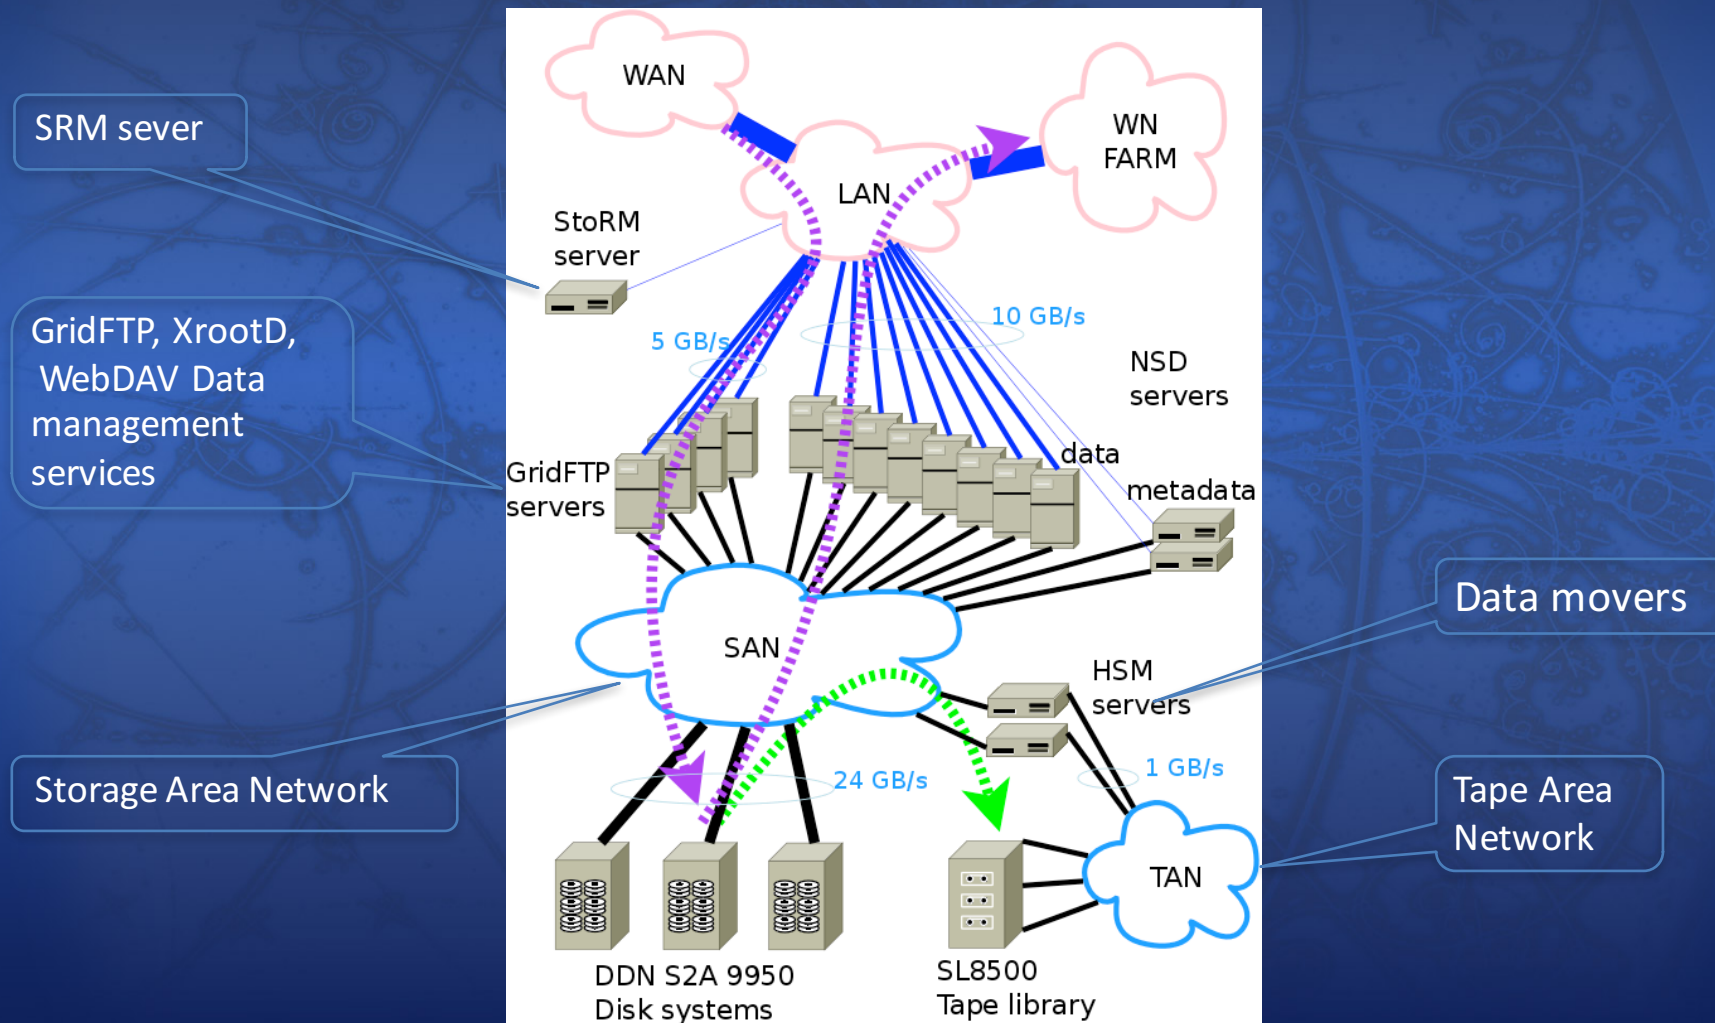 WAN
WN
FARM
SRM sever
LAN
StoRM
server
GridFTP, XrootD,
WebDAV Data
management
services
5 GB/s
10 GB/s
NSD
servers
data
GridFTP
servers
metadata
Data movers
SAN
HSM
servers
Storage Area Network
24 GB/s
1 GB/s
Tape Area
Network
TAN
DDN S2A 9950
Disk systems
SL8500
Tape library